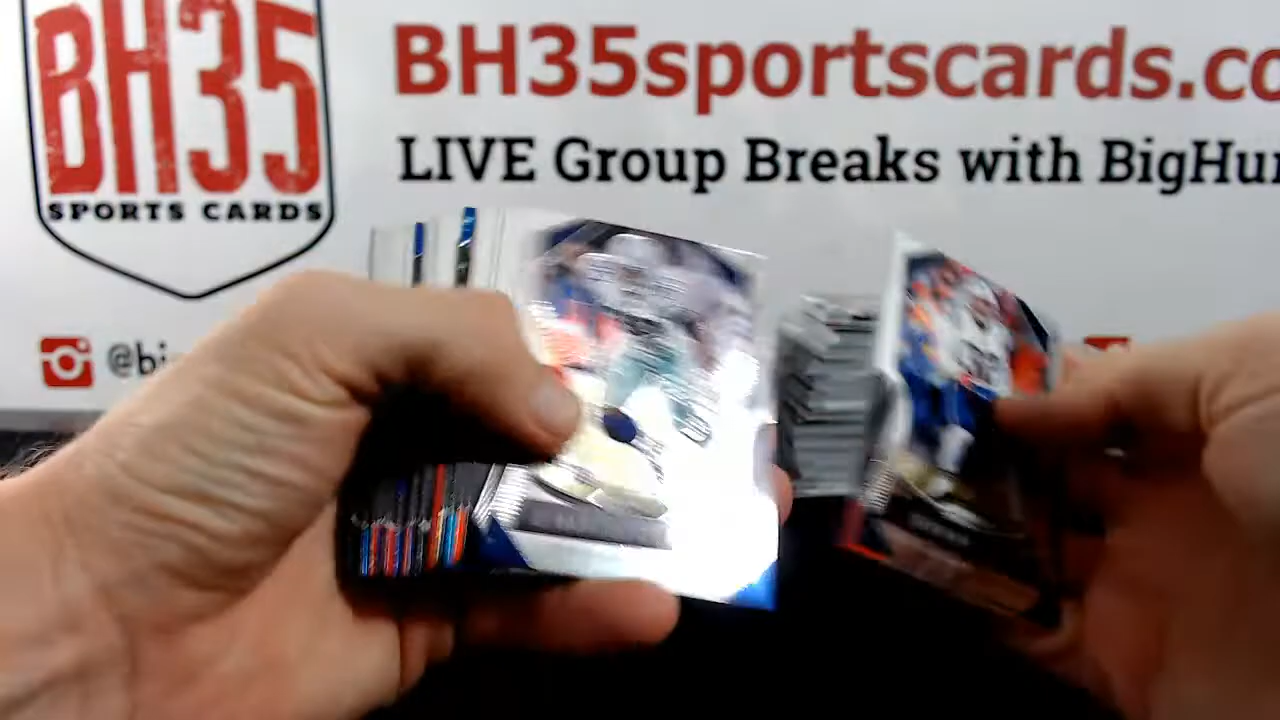 BH35
SPORTS CARDS
BH35sportscards.co
LIVE Group Breaks with BigHu
@bi